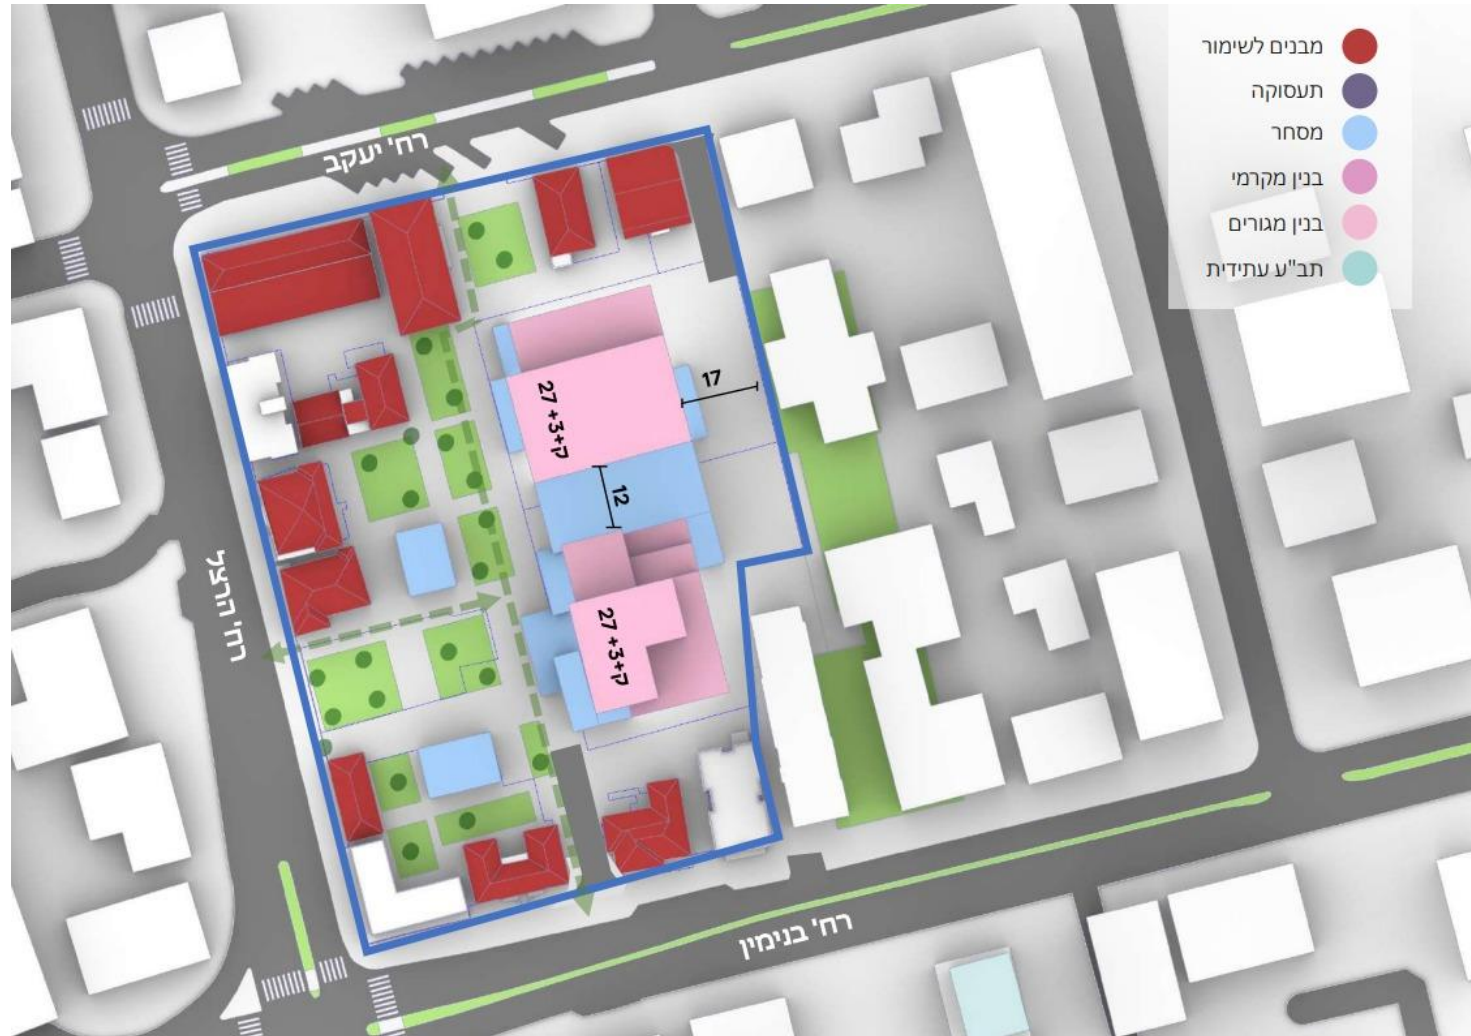 מבנים לשימור
תעסוקה
מסחר
בנין מקרמי
בנין מגורים
תב"ע עתידית
רח' יעקב
17
ק+3+ 27
12
ק+3+ 27
רח' הרצל
רח' בנימין